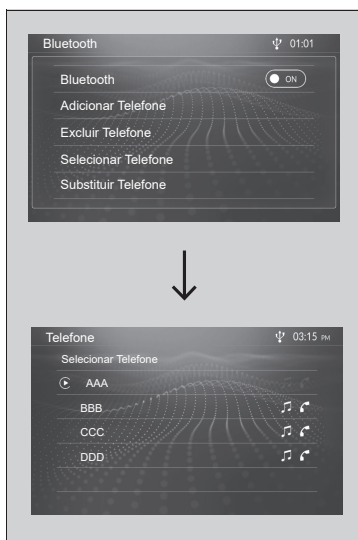 Bluetooth 01:01
Bluetooth ON
Adicionar Telefone
Excluir Telefone
Selecionar Telefone
Substituir Telefone
Telefone 03:15 PM
Selecionar Telefone
AAA
BBB
CCC
DDD